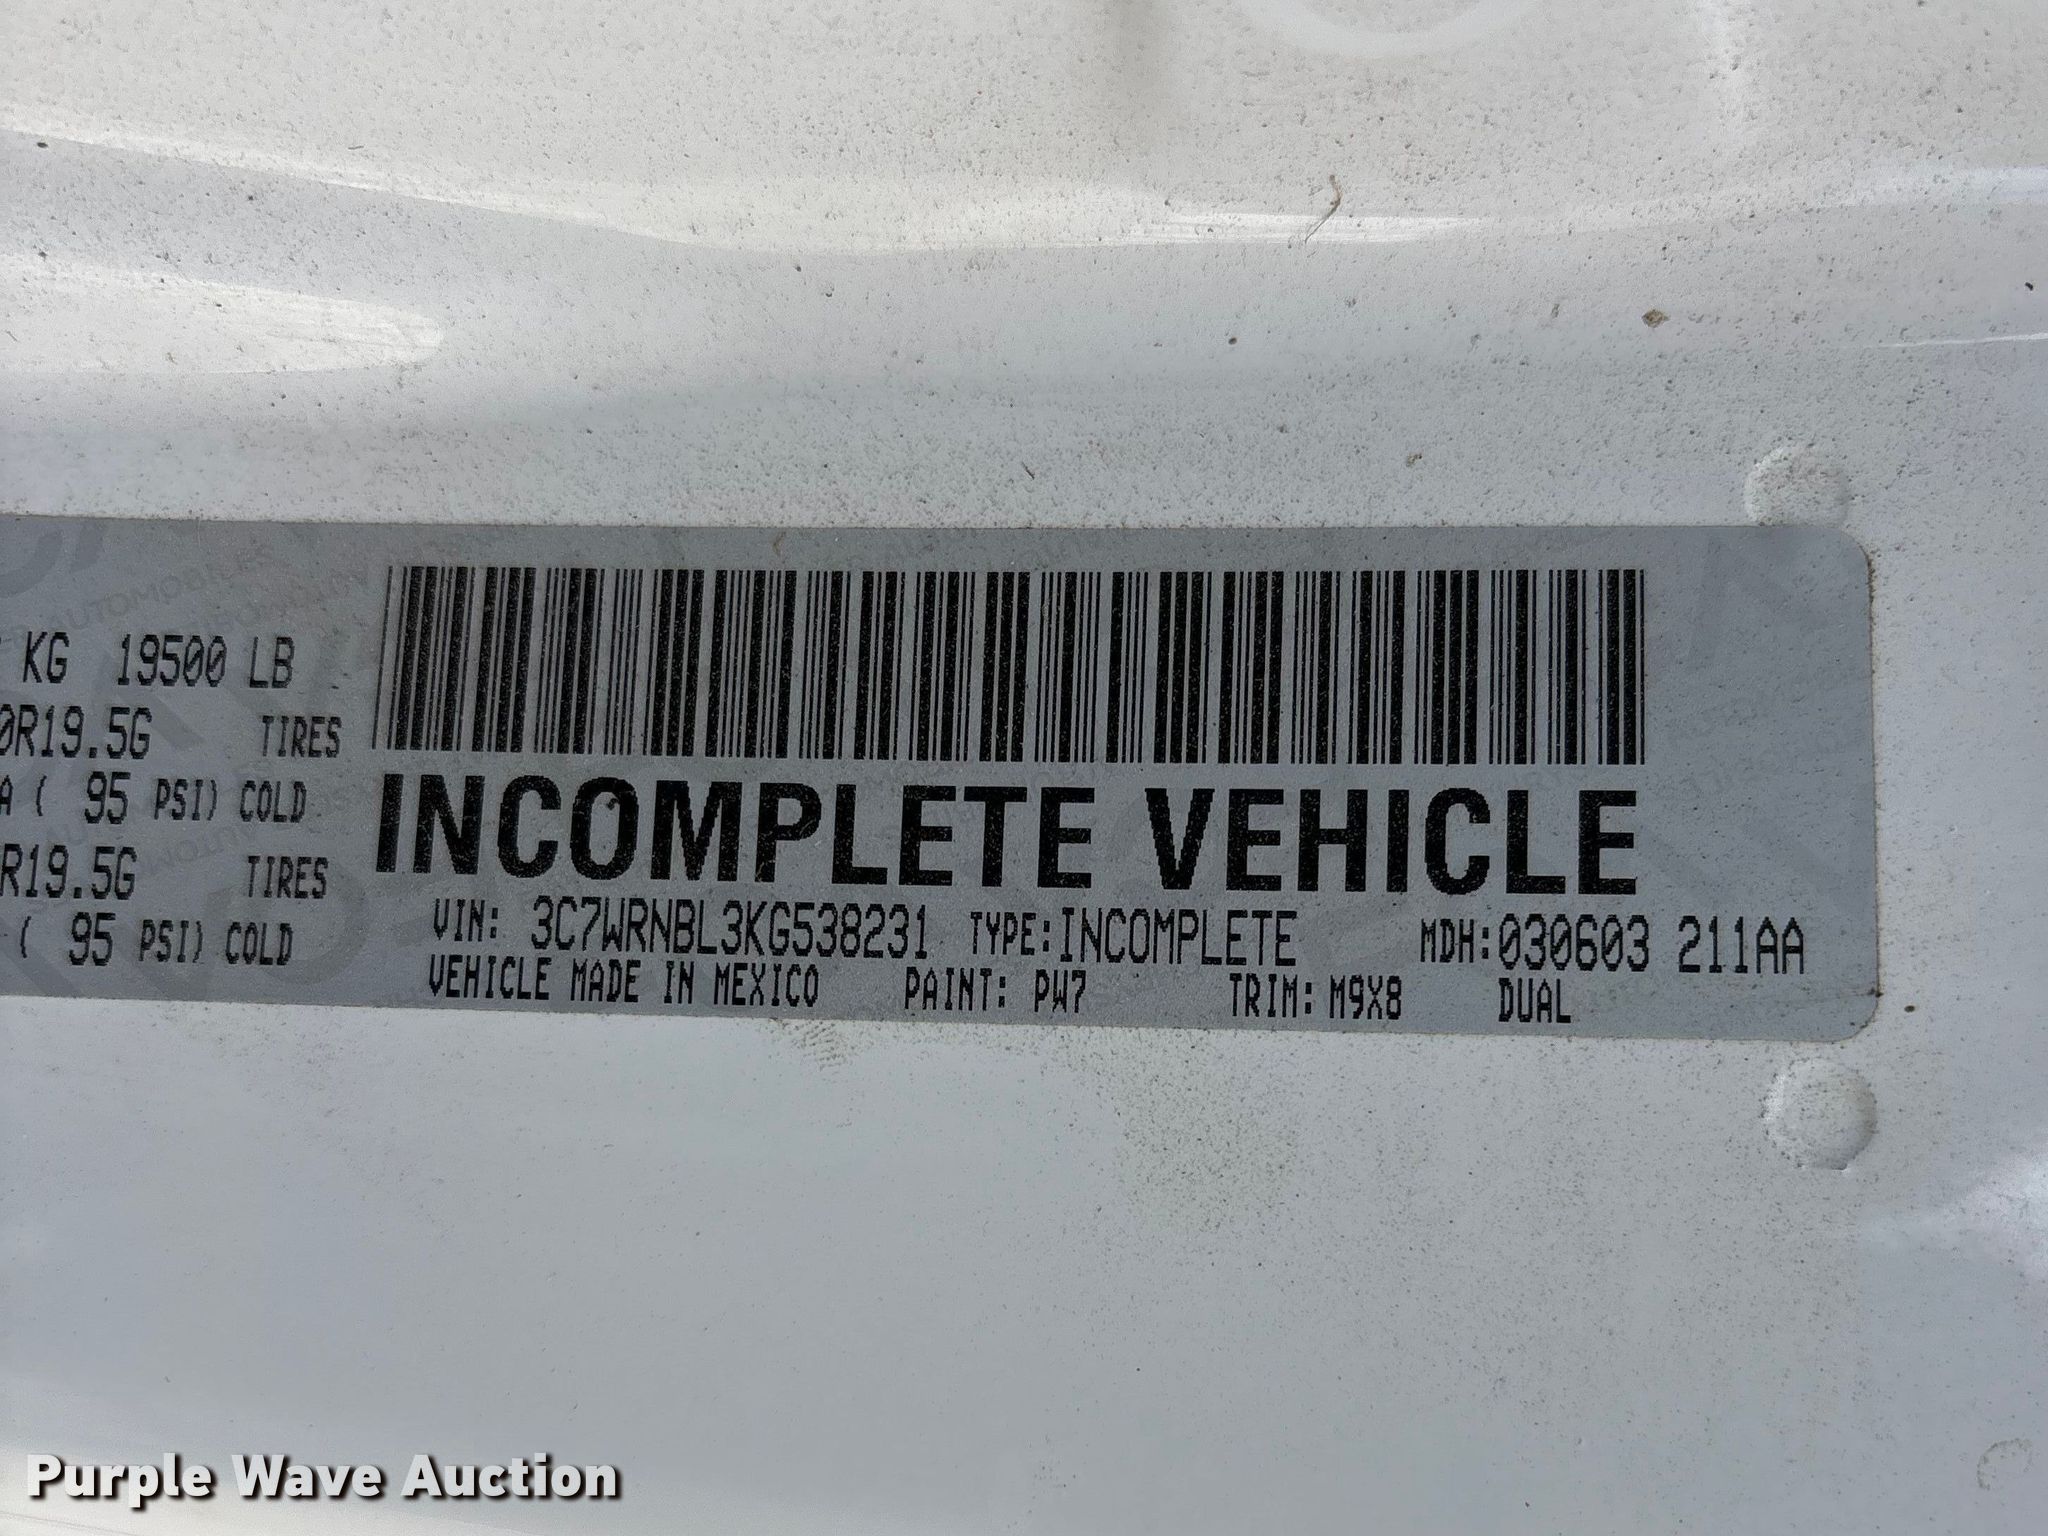 KG 19500 LB
0R19.5G TIRES
A ( 95 PSI) COLD
R19.5G TIRES
( 95 PSI) COLD
INCOMPLETE VEHICLE
VIN: 3C7WRNBL3KG538231 TYPE: INCOMPLETE MDH: 030603 211AA
VEHICLE MADE IN MEXICO PAINT: PW7 TRIM: M9X8 DUAL
Purple Wave Auction